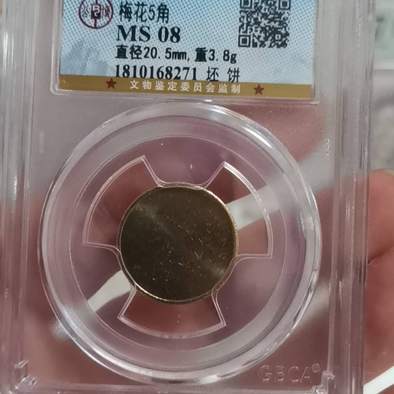 梅花5角
MS 08
直径20.5mm,重3.8g
1810168271 坯 饼
★ 文物鉴定委员会监制 ★
GBCA®